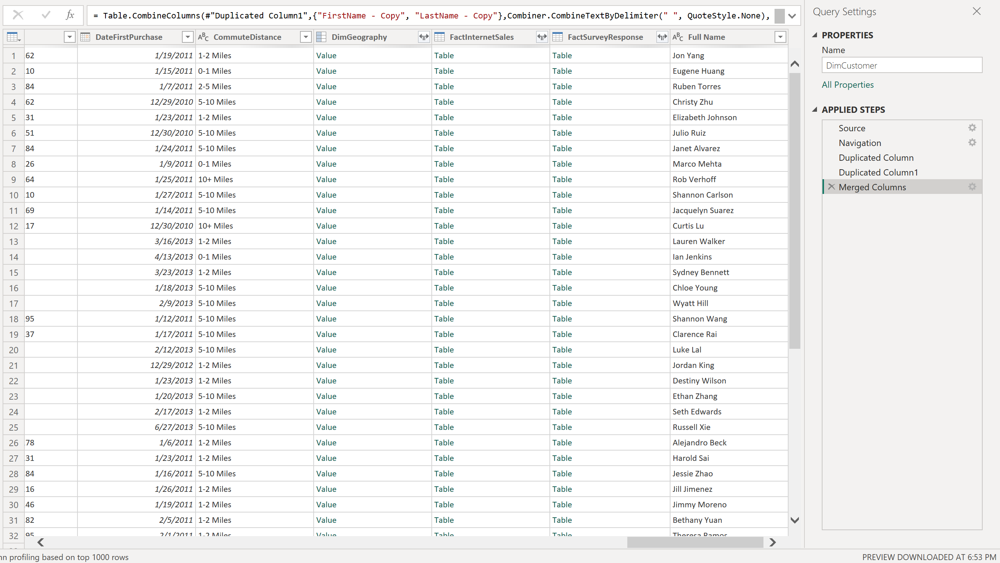 = Table.CombineColumns(#"Duplicated Column1",{"FirstName - Copy", "LastName - Copy"},Combiner.CombineTextByDelimiter(" ", QuoteStyle.None),
DateFirstPurchase CommuteDistance DimGeography FactInternetSales FactSurveyResponse Full Name
1 .62 1/19/2011 1-2 Miles Value Table Table Jon Yang
2 .10 1/15/2011 0-1 Miles Value Table Table Eugene Huang
3 .84 1/7/2011 2-5 Miles Value Table Table Ruben Torres
4 .62 12/29/2010 5-10 Miles Value Table Table Christy Zhu
5 .31 1/23/2011 1-2 Miles Value Table Table Elizabeth Johnson
6 .51 12/30/2010 5-10 Miles Value Table Table Julio Ruiz
7 .84 1/24/2011 5-10 Miles Value Table Table Janet Alvarez
8 .26 1/9/2011 0-1 Miles Value Table Table Marco Mehta
9 .64 1/25/2011 10+ Miles Value Table Table Rob Verhoff
10 .10 1/27/2011 5-10 Miles Value Table Table Shannon Carlson
11 .69 1/14/2011 5-10 Miles Value Table Table Jacquelyn Suarez
12 .17 12/30/2010 10+ Miles Value Table Table Curtis Lu
13 3/16/2013 1-2 Miles Value Table Table Lauren Walker
14 4/13/2013 0-1 Miles Value Table Table Ian Jenkins
15 3/23/2013 1-2 Miles Value Table Table Sydney Bennett
16 1/18/2013 5-10 Miles Value Table Table Chloe Young
17 2/9/2013 5-10 Miles Value Table Table Wyatt Hill
18 .95 1/12/2011 5-10 Miles Value Table Table Shannon Wang
19 .37 1/17/2011 5-10 Miles Value Table Table Clarence Rai
20 2/12/2013 5-10 Miles Value Table Table Luke Lal
21 12/29/2012 1-2 Miles Value Table Table Jordan King
22 1/23/2013 1-2 Miles Value Table Table Destiny Wilson
23 1/20/2013 5-10 Miles Value Table Table Ethan Zhang
24 2/17/2013 1-2 Miles Value Table Table Seth Edwards
25 6/27/2013 5-10 Miles Value Table Table Russell Xie
26 .78 1/6/2011 1-2 Miles Value Table Table Alejandro Beck
27 .31 1/23/2011 1-2 Miles Value Table Table Harold Sai
28 .84 1/16/2011 5-10 Miles Value Table Table Jessie Zhao
29 .16 1/26/2011 1-2 Miles Value Table Table Jill Jimenez
30 .46 1/19/2011 1-2 Miles Value Table Table Jimmy Moreno
31 .82 2/5/2011 1-2 Miles Value Table Table Bethany Yuan
32 .95 2/1/2011 1-2 Miles Value Table Table Theresa Ramos
profiling based on top 1000 rows
Query Settings
PROPERTIES
Name
DimCustomer
All Properties
APPLIED STEPS
Source
Navigation
Duplicated Column
Duplicated Column1
Merged Columns
PREVIEW DOWNLOADED AT 6:53 PM